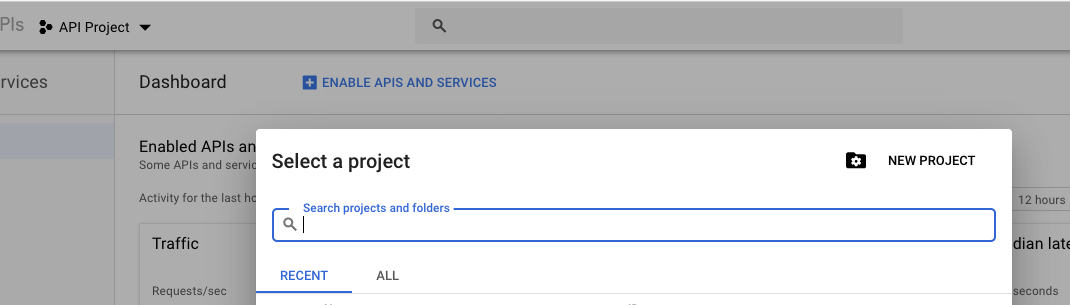 PIs API Project
rvices Dashboard ENABLE APIS AND SERVICES
Enabled APIs an
Some APIs and servic
Activity for the last ho
12 hours
Traffic
dian late
Requests/sec
seconds
Select a project NEW PROJECT
Search projects and folders
RECENT ALL